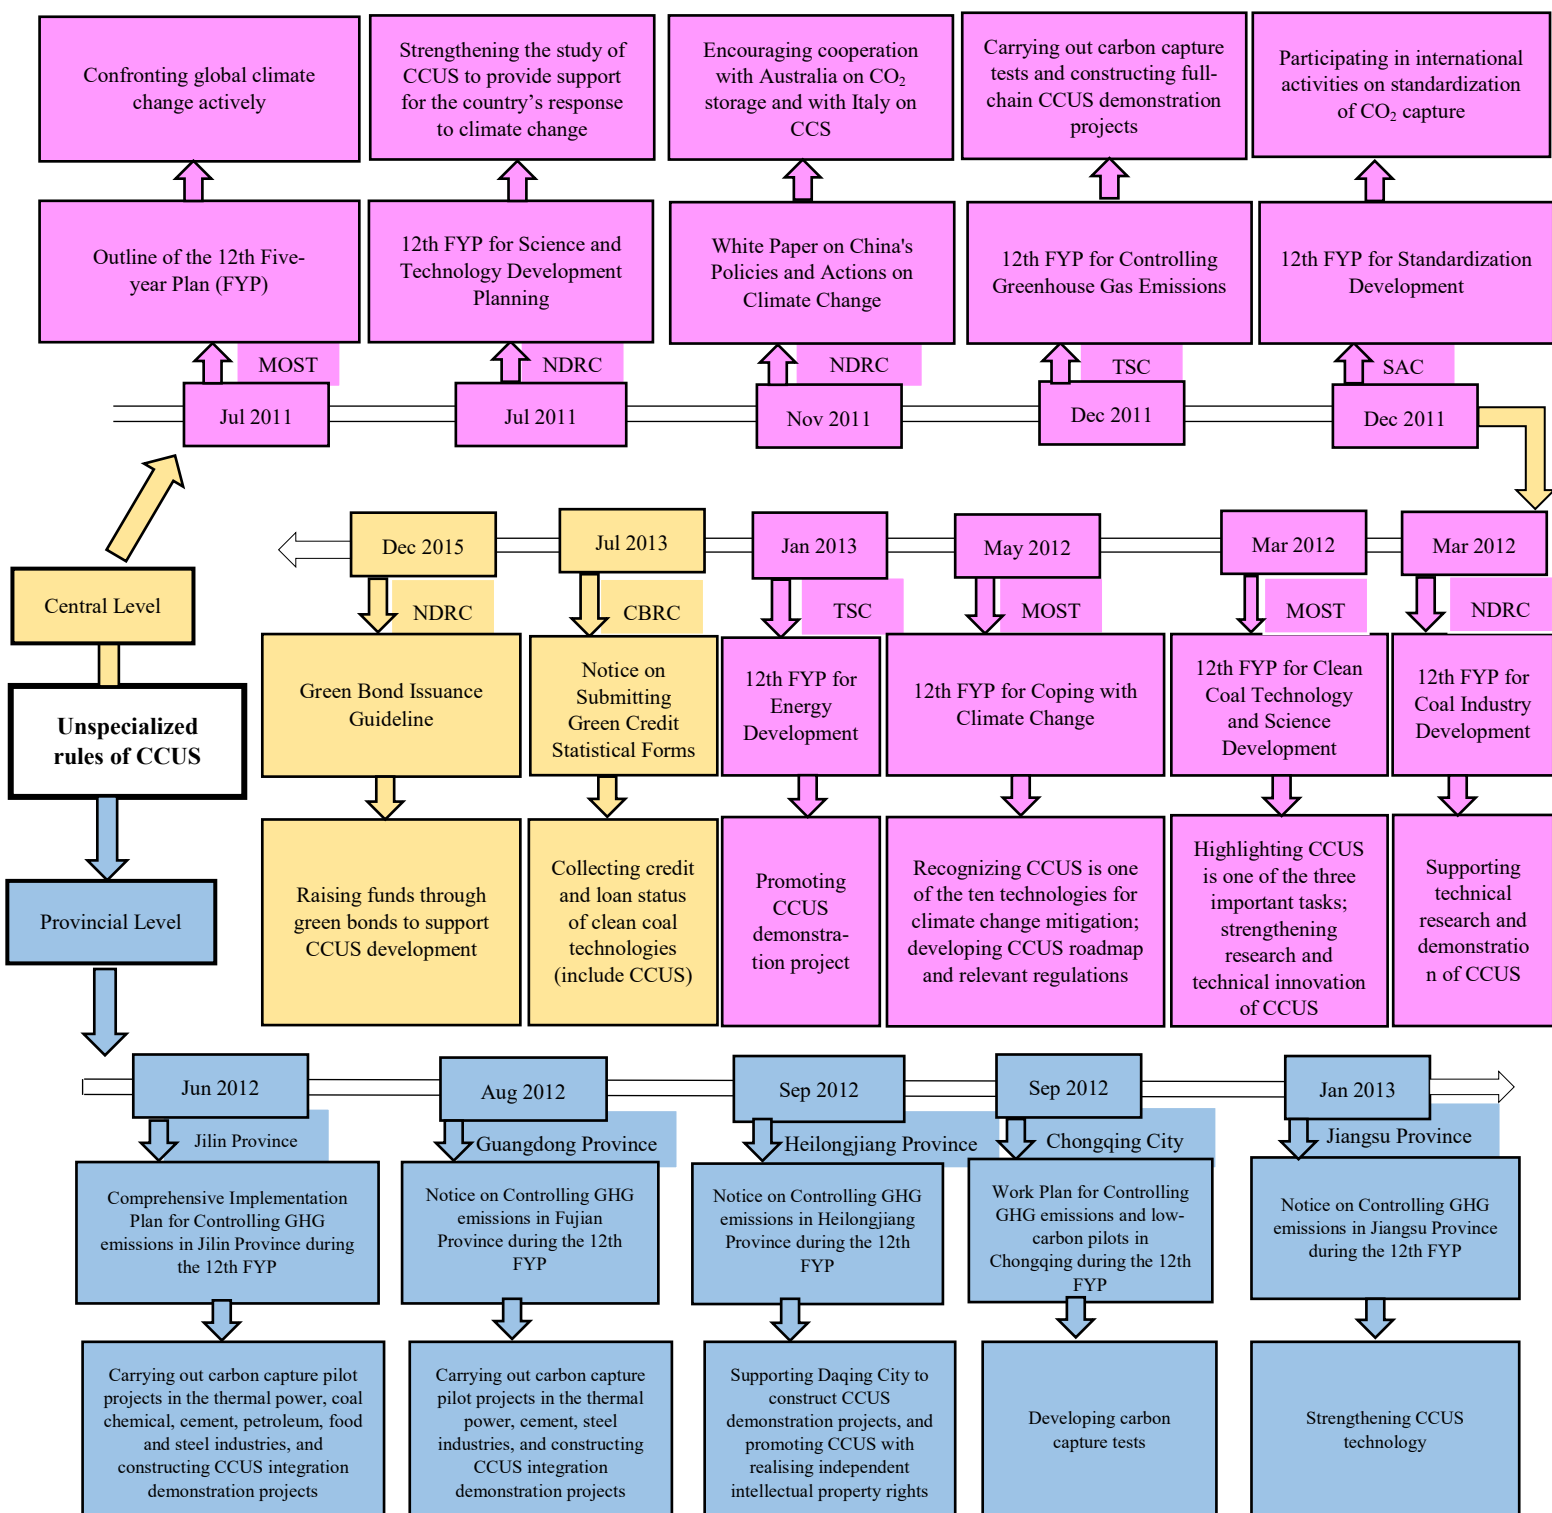 Confronting global climate
change actively
Strengthening the study of
CCUS to provide support
for the country’s response
to climate change
Encouraging cooperation
with Australia on CO₂
storage and with Italy on
CCS
Carrying out carbon capture
tests and constructing full-
chain CCUS demonstration
projects
Participating in international
activities on standardization
of CO₂ capture
Outline of the 12th Five-
year Plan (FYP)
12th FYP for Science and
Technology Development
Planning
White Paper on China's
Policies and Actions on
Climate Change
12th FYP for Controlling
Greenhouse Gas Emissions
12th FYP for Standardization
Development
MOST
NDRC
NDRC
TSC
SAC
Jul 2011
Jul 2011
Nov 2011
Dec 2011
Dec 2011
Dec 2015
Jul 2013
Jan 2013
May 2012
Mar 2012
Mar 2012
NDRC
CBRC
TSC
MOST
MOST
NDRC
Central Level
Unspecialized
rules of CCUS
Provincial Level
Green Bond Issuance
Guideline
Notice on
Submitting
Green Credit
Statistical Forms
12th FYP for
Energy
Development
12th FYP for Coping with
Climate Change
12th FYP for Clean
Coal Technology
and Science
Development
12th FYP for
Coal Industry
Development
Raising funds through
green bonds to support
CCUS development
Collecting credit
and loan status
of clean coal
technologies
(include CCUS)
Promoting
CCUS
demonstra-
tion project
Recognizing CCUS is one
of the ten technologies for
climate change mitigation;
developing CCUS roadmap
and relevant regulations
Highlighting CCUS
is one of the three
important tasks;
strengthening
research and
technical innovation
of CCUS
Supporting
technical
research and
demonstratio
n of CCUS
Jun 2012
Aug 2012
Sep 2012
Sep 2012
Jan 2013
Jilin Province
Guangdong Province
Heilongjiang Province
Chongqing City
Jiangsu Province
Comprehensive Implementation
Plan for Controlling GHG
emissions in Jilin Province during
the 12th FYP
Notice on Controlling GHG
emissions in Fujian
Province during the 12th
FYP
Notice on Controlling GHG
emissions in Heilongjiang
Province during the 12th
FYP
Work Plan for Controlling
GHG emissions and low-
carbon pilots in
Chongqing during the 12th
FYP
Notice on Controlling GHG
emissions in Jiangsu Province
during the 12th FYP
Carrying out carbon capture pilot
projects in the thermal power, coal
chemical, cement, petroleum, food
and steel industries, and
constructing CCUS integration
demonstration projects
Carrying out carbon capture
pilot projects in the thermal
power, cement, steel
industries, and constructing
CCUS integration
demonstration projects
Supporting Daqing City to
construct CCUS
demonstration projects, and
promoting CCUS with
realising independent
intellectual property rights
Developing carbon
capture tests
Strengthening CCUS
technology